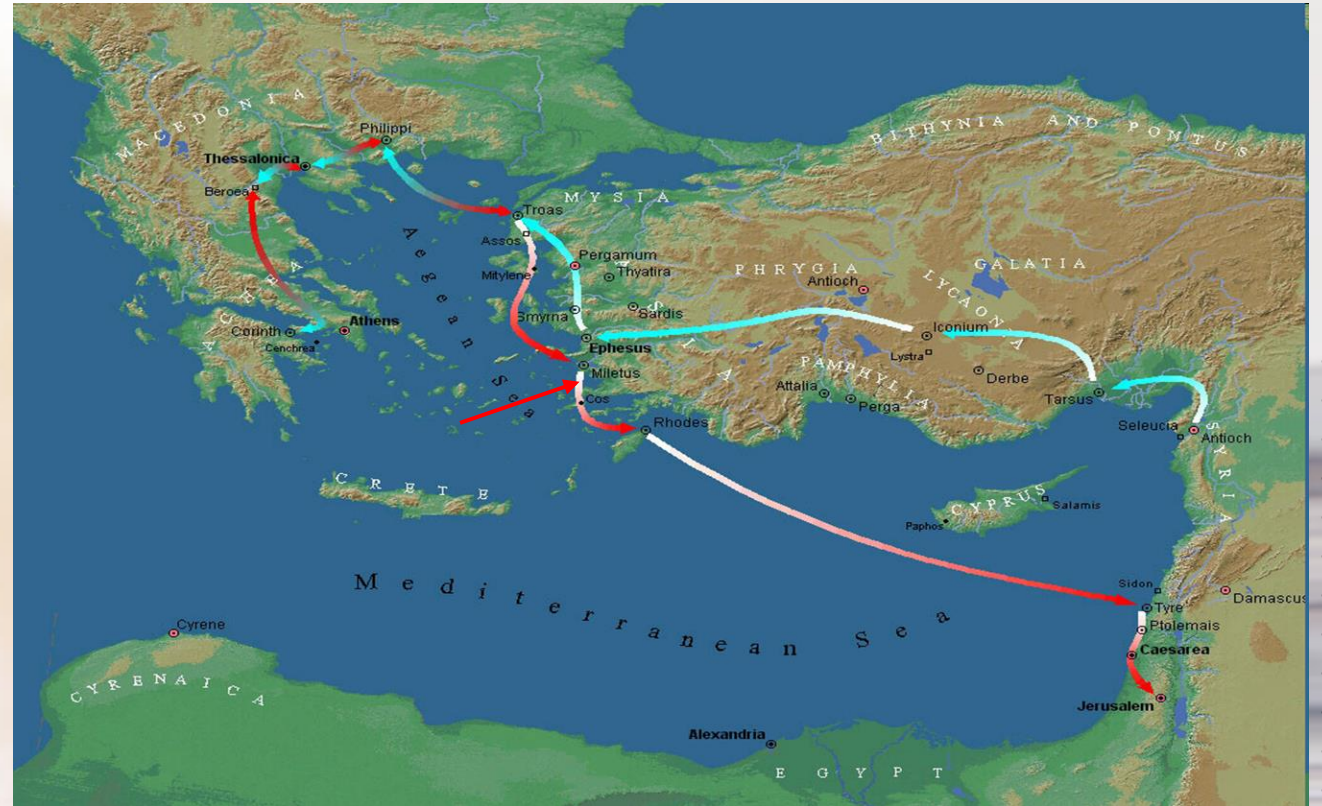 MACEDONIA
Philippi
Thessalonica
Beroea
BITHYNIA AND PONTUS
MYSIA
Troas
Assos
Aegean Sea
Pergamum
Mitylene
Thyatira
ASIA
PHRYGIA
Antioch
GALATIA
LYCAONIA
ACHAEA
Smyrna
Sardis
Corinth
Athens
Cenchrea
Ephesus
Iconium
Lystra
Miletus
PAMPHYLIA
Derbe
Attalia
Perga
Tarsus
Cos
Rhodes
Seleucia
Antioch
SYRIA
CRETE
CYPRUS
Salamis
Paphos
Mediterranean Sea
Sidon
Damascus
Tyre
Ptolemais
Cyrene
Caesarea
CYRENAICA
Jerusalem
Alexandria
EGYPT